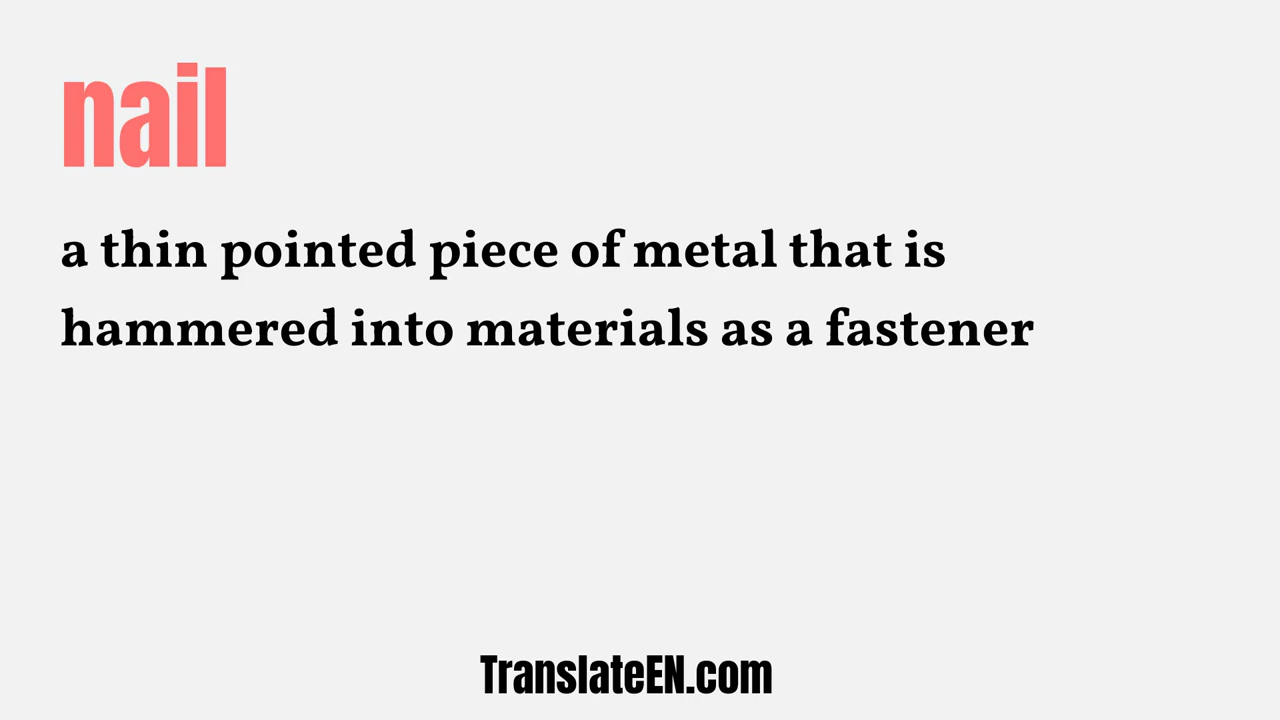 nail
a thin pointed piece of metal that is
hammered into materials as a fastener
TranslateEN.com